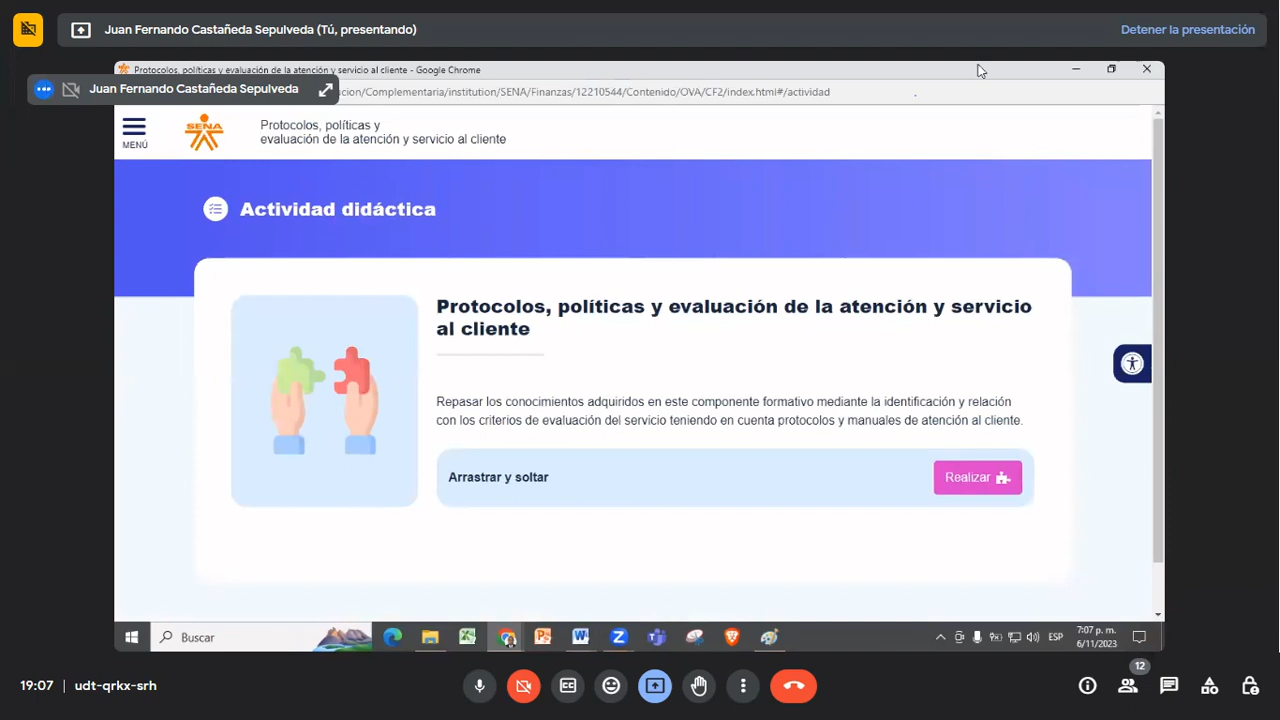 Juan Fernando Castañeda Sepulveda (Tú, presentando)
Detener la presentación
Protocolos, políticas y evaluación de la atención y servicio al cliente - Google Chrome
Juan Fernando Castañeda Sepulveda
cion/Complementaria/institution/SENA/Finanzas/12210544/Contenido/OVA/CF2/index.html#/actividad
MENÚ
SENA
Protocolos, políticas y
evaluación de la atención y servicio al cliente
Actividad didáctica
Protocolos, políticas y evaluación de la atención y servicio
al cliente
Repasar los conocimientos adquiridos en este componente formativo mediante la identificación y relación
con los criterios de evaluación del servicio teniendo en cuenta protocolos y manuales de atención al cliente.
Arrastrar y soltar
Realizar
Buscar
ESP
7:07 p. m.
6/11/2023
19:07 | udt-qrkx-srh
12